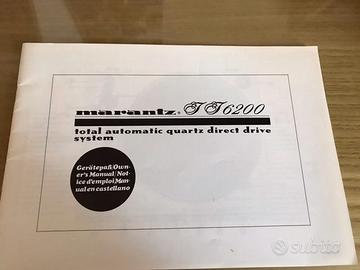 marantz® TT6200
total automatic quartz direct drive
system
Gerätepaß/Own-
er's Manual/Not-
ice d'emploi/Man-
ual en castellano
subito